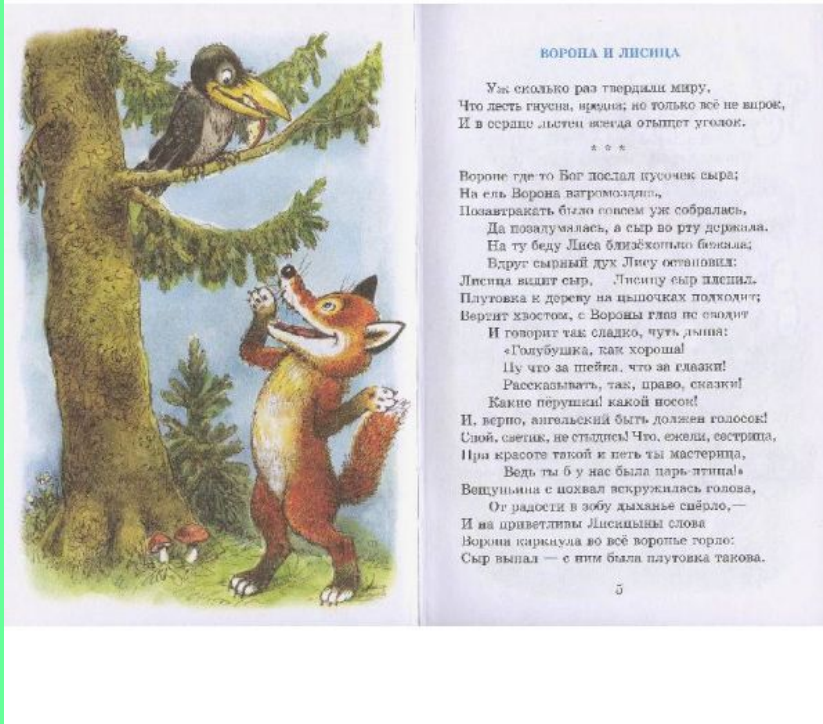 ВОРОНА И ЛИСИЦА
Уж сколько раз твердили миру,
Что лесть гнусна, вредна; но только всё не впрок,
И в сердце льстец всегда отыщет уголок.
* * *
Вороне где-то Бог послал кусочек сыра;
На ель Ворона взгромоздясь,
Позавтракать было совсем уж собралась,
Да позадумалась, а сыр во рту держала.
На ту беду Лиса близёхонько бежала;
Вдруг сырный дух Лису остановил:
Лисица видит сыр, Лисицу сыр пленил.
Плутовка к дереву на цыпочках подходит;
Вертит хвостом, с Вороны глаз не сводит
И говорит так сладко, чуть дыша:
«Голубушка, как хороша!
Ну что за шейка, что за глазки!
Рассказывать, так, право, сказки!
Какие пёрушки! какой носок!
И, верно, ангельский быть должен голосок!
Спой, светик, не стыдись! Что, ежели, сестрица,
При красоте такой и петь ты мастерица,
Ведь ты б у нас была царь-птица!»
Вещуньина с похвал вскружилась голова,
От радости в зобу дыханье спёрло,—
И на приветливы Лисицыны слова
Ворона каркнула во всё воронье горло:
Сыр выпал — с ним была плутовка такова.
5